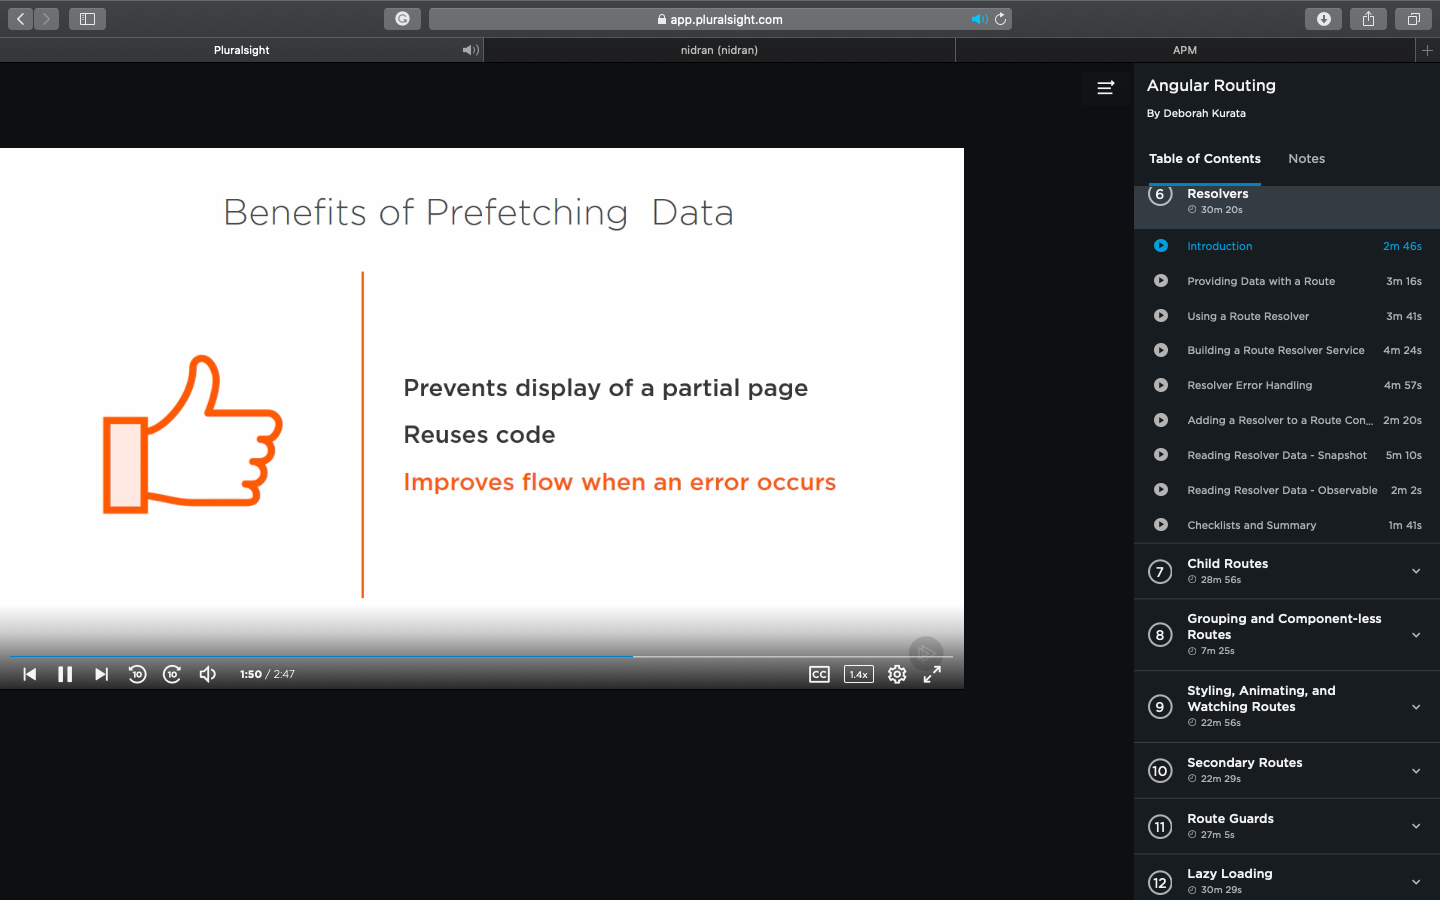 app.pluralsight.com
Pluralsight
nidran (nidran)
APM
Benefits of Prefetching Data
Prevents display of a partial page
Reuses code
Improves flow when an error occurs
10
10
1:50 / 2:47
CC
1.4x
Angular Routing
By Deborah Kurata
Table of Contents
Notes
6
Resolvers
30m 20s
Introduction 2m 46s
Providing Data with a Route 3m 16s
Using a Route Resolver 3m 41s
Building a Route Resolver Service 4m 24s
Resolver Error Handling 4m 57s
Adding a Resolver to a Route Con... 2m 20s
Reading Resolver Data - Snapshot 5m 10s
Reading Resolver Data - Observable 2m 2s
Checklists and Summary 1m 41s
7
Child Routes
28m 56s
8
Grouping and Component-less
Routes
7m 25s
9
Styling, Animating, and
Watching Routes
22m 56s
10
Secondary Routes
22m 29s
11
Route Guards
27m 5s
12
Lazy Loading
30m 29s